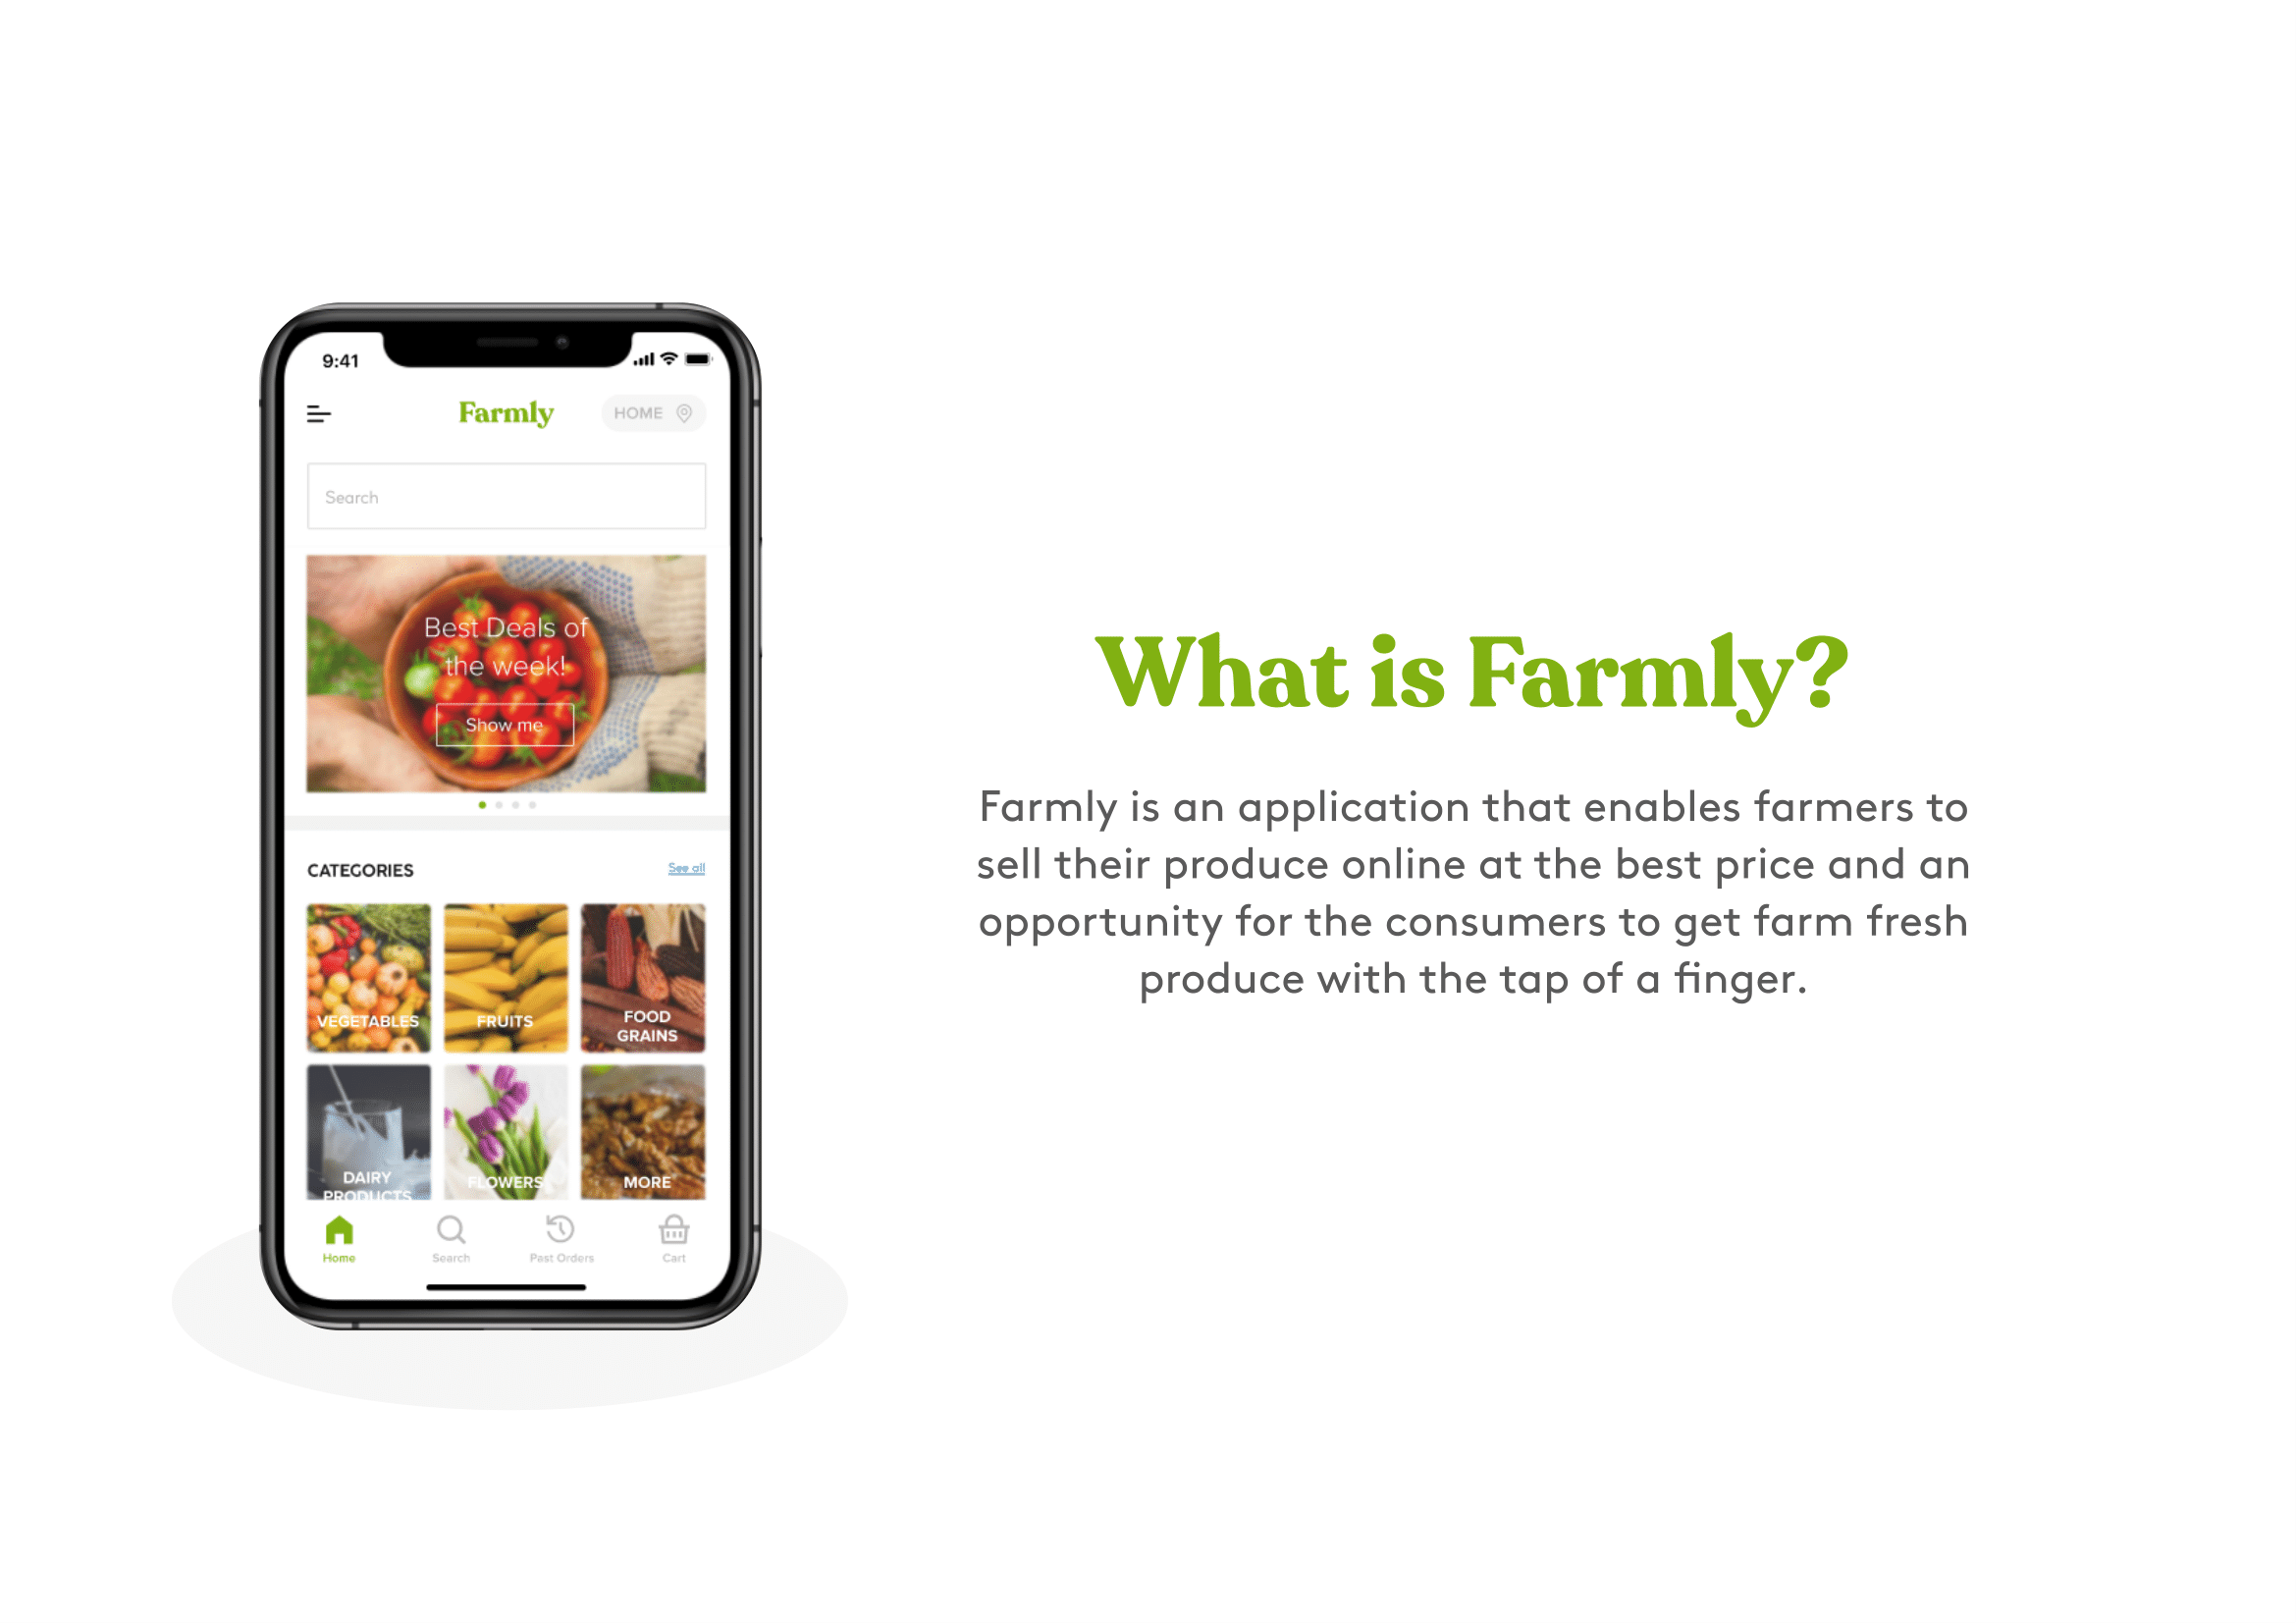 9:41
Farmly
HOME
Search
Best Deals of
the week!
Show me
CATEGORIES
See all
VEGETABLES
FRUITS
FOOD
GRAINS
DAIRY
PRODUCTS
FLOWERS
MORE
Home
Search
Past Orders
Cart
What is Farmly?
Farmly is an application that enables farmers to
sell their produce online at the best price and an
opportunity for the consumers to get farm fresh
produce with the tap of a finger.